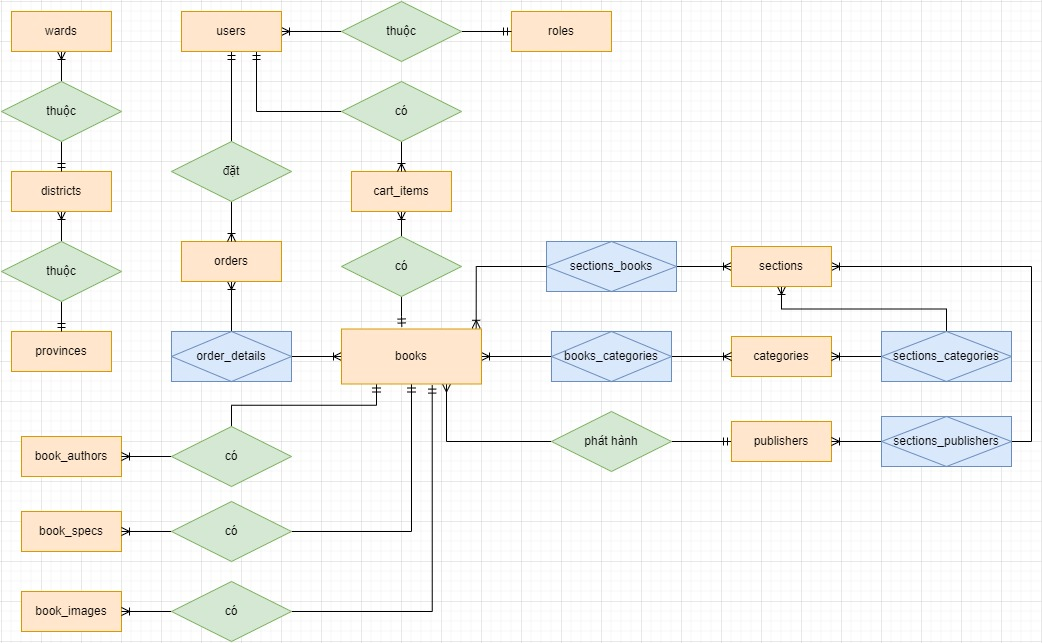 wards
users
thuộc
roles
thuộc
có
đặt
districts
cart_items
thuộc
orders
có
sections_books
sections
provinces
order_details
books
books_categories
categories
sections_categories
phát hành
publishers
sections_publishers
book_authors
có
book_specs
có
book_images
có